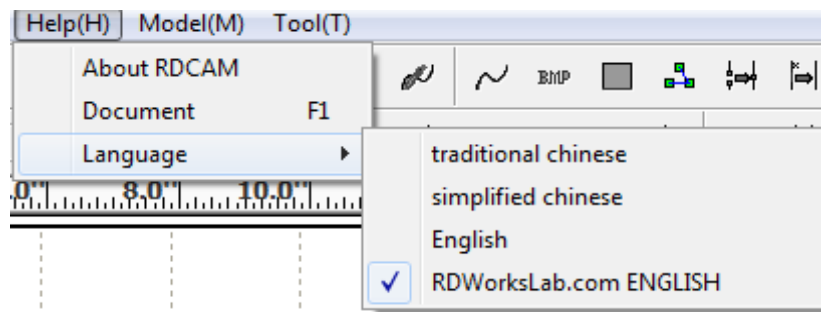 Help(H) Model(M) Tool(T)
About RDCAM
BMP
Document F1
Language
traditional chinese
8.0" 10.0"
simplified chinese
English
RDWorksLab.com ENGLISH